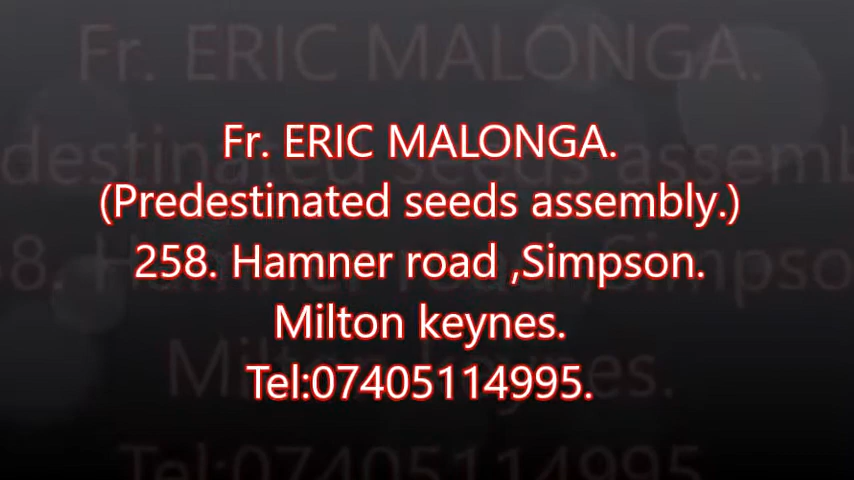 Fr. ERIC MALONGA.
(Predestinated seeds assembly.)
258. Hamner road ,Simpson.
Milton keynes.
Tel:07405114995.